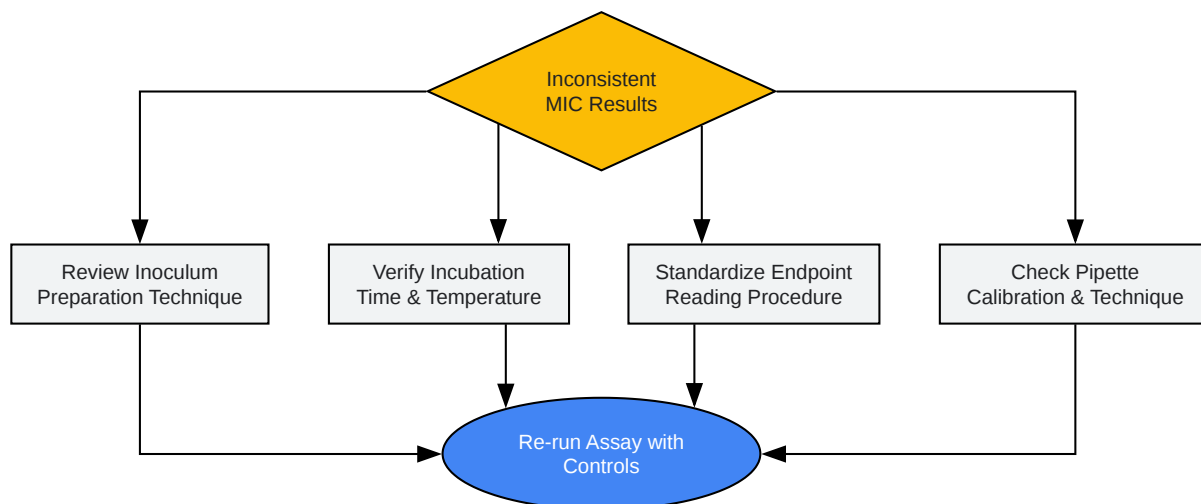 Inconsistent
MIC Results
Review Inoculum
Preparation Technique
Verify Incubation
Time & Temperature
Standardize Endpoint
Reading Procedure
Check Pipette
Calibration & Technique
Re-run Assay with
Controls